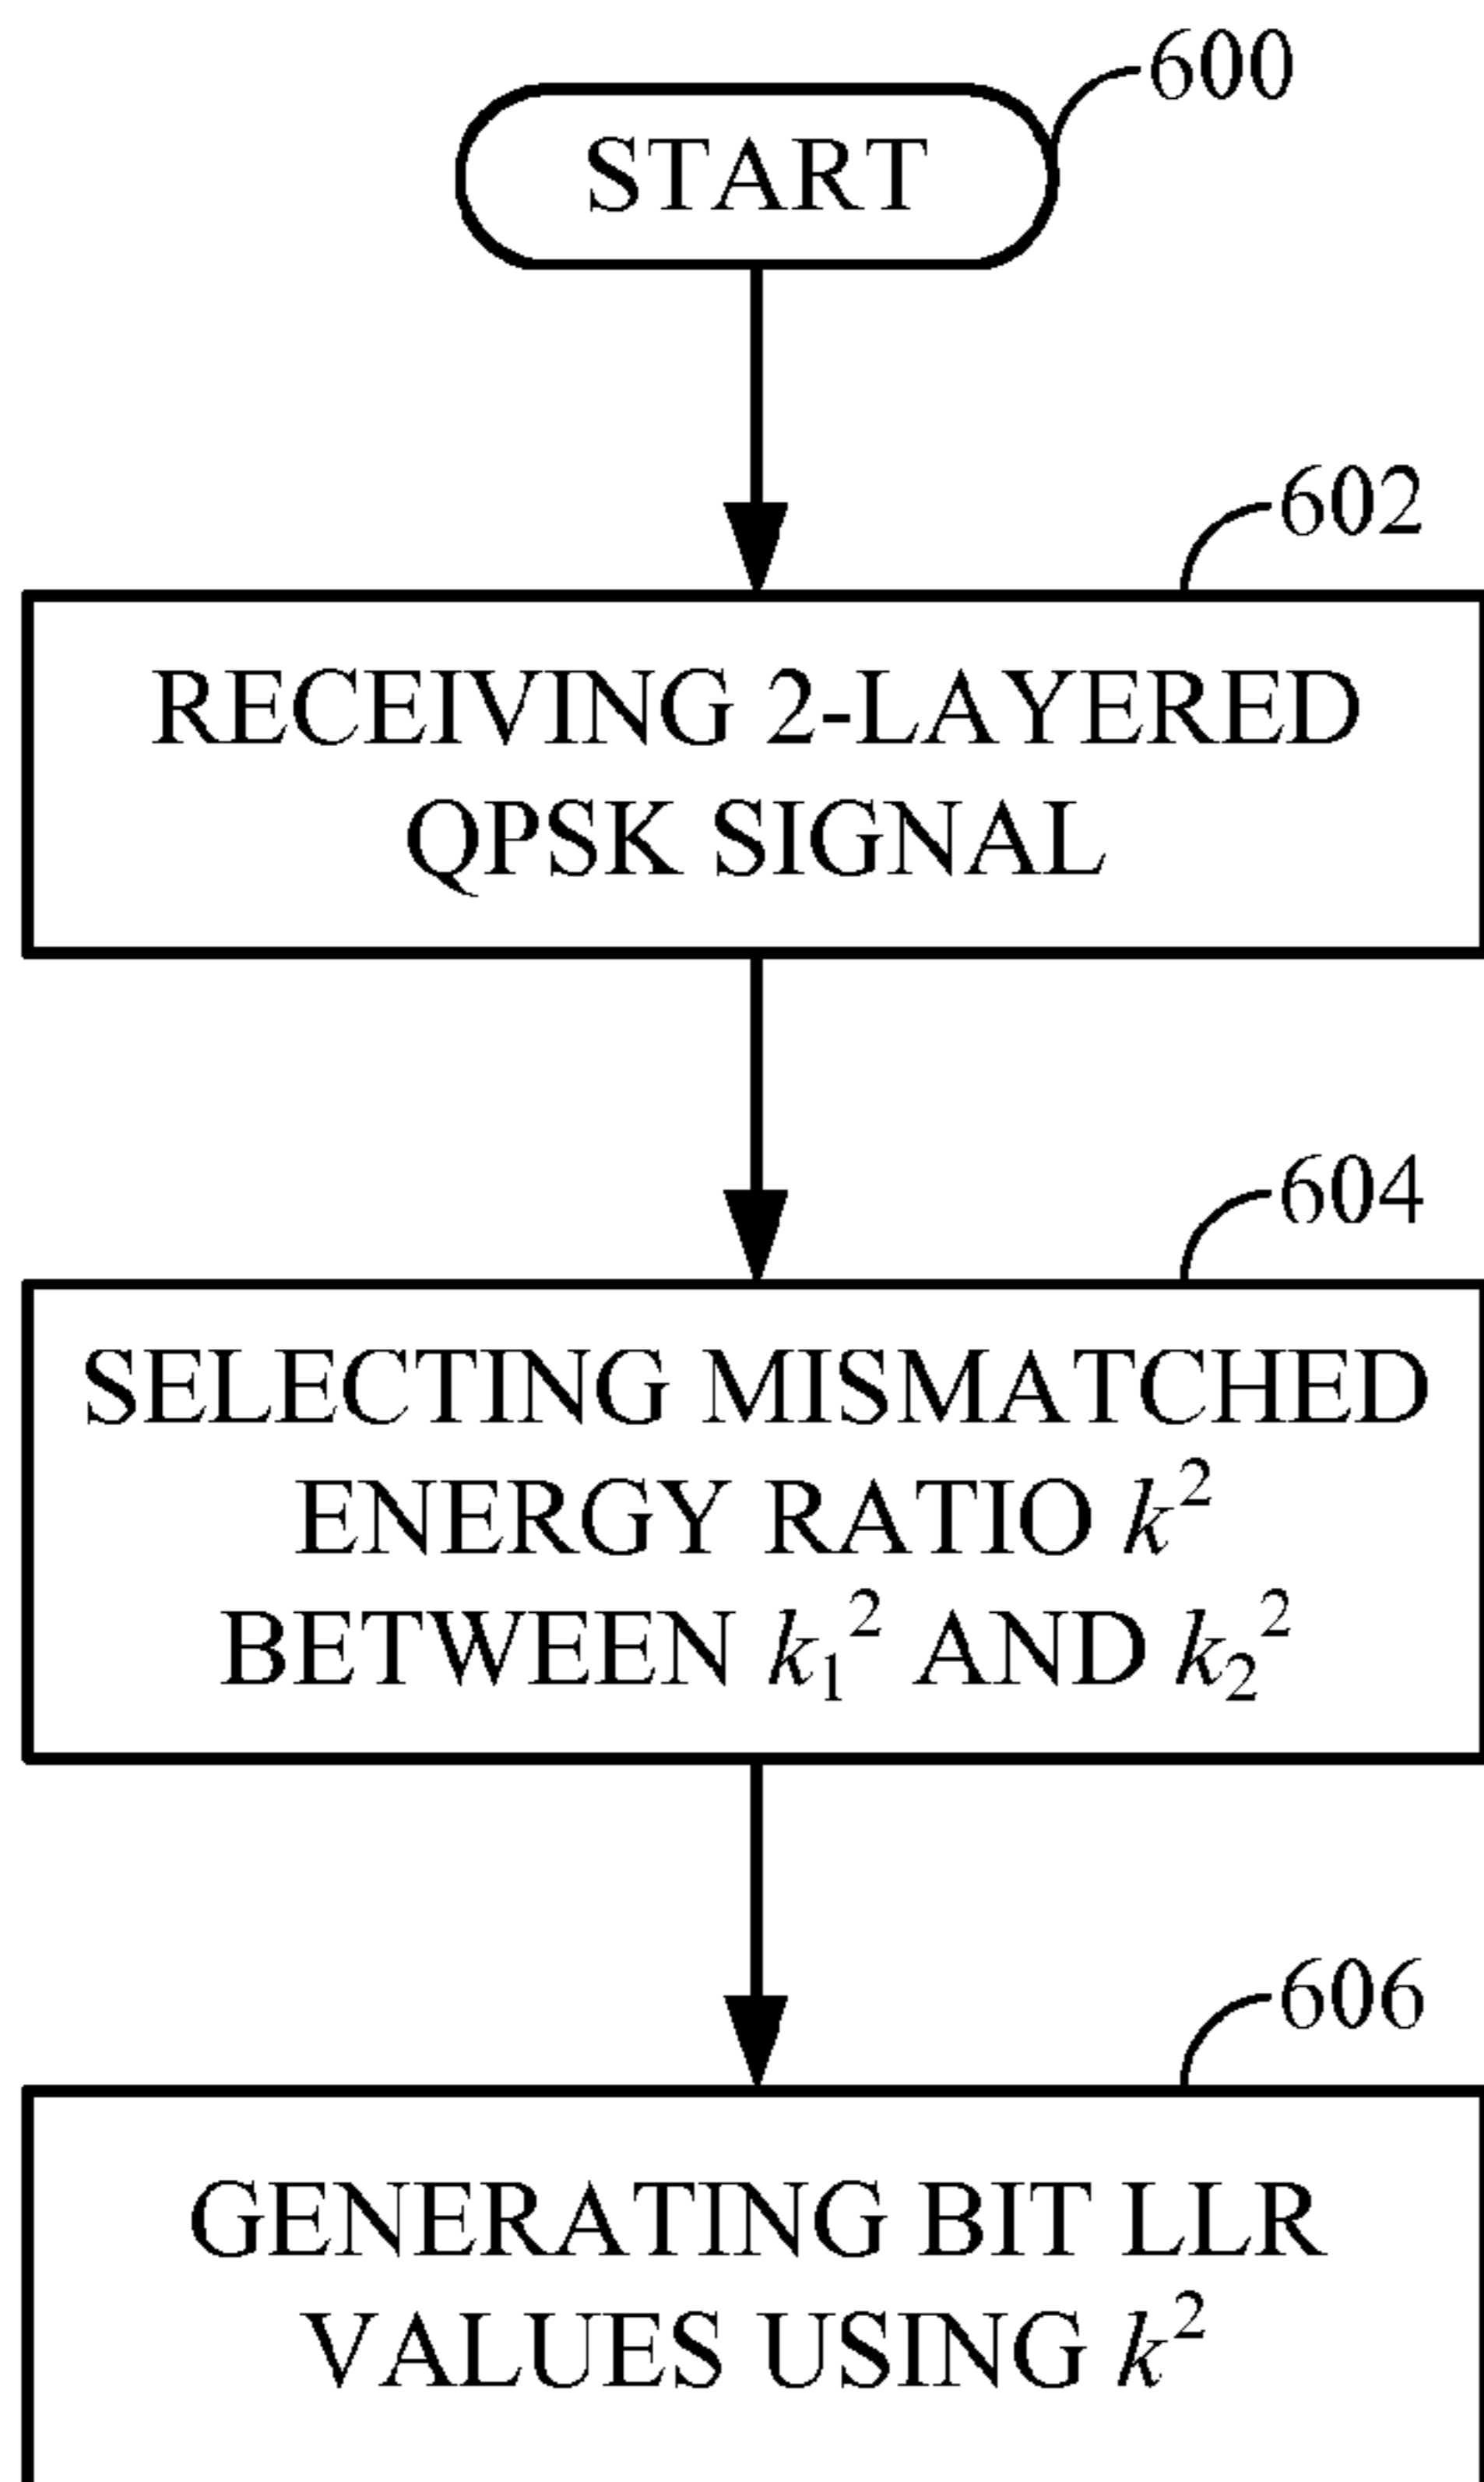 600
START
602
RECEIVING 2-LAYERED
QPSK SIGNAL
604
SELECTING MISMATCHED
ENERGY RATIO k²
BETWEEN k₁² AND k₂²
606
GENERATING BIT LLR
VALUES USING k²